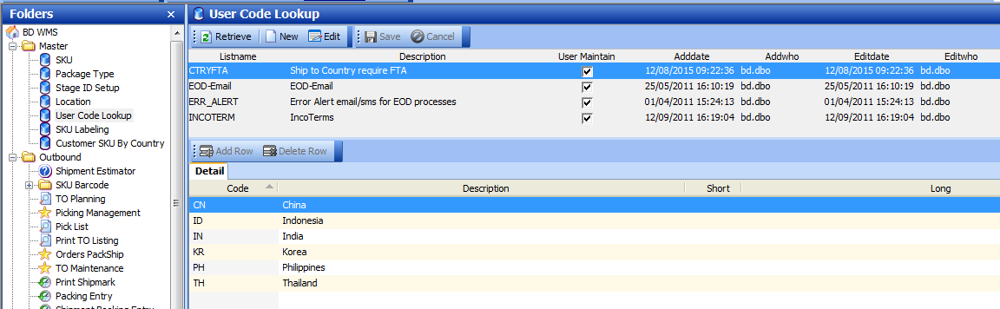 Folders
BD WMS
Master
SKU
Package Type
Stage ID Setup
Location
User Code Lookup
SKU Labeling
Customer SKU By Country
Outbound
Shipment Estimator
SKU Barcode
TO Planning
Picking Management
Pick List
Print TO Listing
Orders PackShip
TO Maintenance
Print Shipmark
Packing Entry
Shipment Booking Entry
User Code Lookup
Retrieve New Edit Save Cancel
Listname Description User Maintain Adddate Addwho Editdate Editwho
CTRYFTA Ship to Country require FTA 12/08/2015 09:22:36 bd.dbo 12/08/2015 09:22:36 bd.dbo
EOD-Email EOD-Email 25/05/2011 16:10:19 bd.dbo 25/05/2011 16:10:19 bd.dbo
ERR_ALERT Error Alert email/sms for EOD processes 01/04/2011 15:24:13 bd.dbo 01/04/2011 15:24:13 bd.dbo
INCOTERM IncoTerms 12/09/2011 16:19:04 bd.dbo 12/09/2011 16:19:04 bd.dbo
Add Row Delete Row
Detail
Code Description Short Long
CN China
ID Indonesia
IN India
KR Korea
PH Philippines
TH Thailand